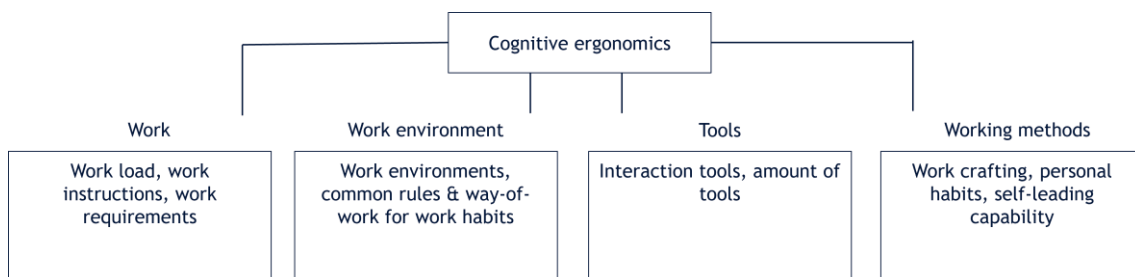 Cognitive ergonomics
Work
Work environment
Tools
Working methods
Work load, work
instructions, work
requirements
Work environments,
common rules & way-of-
work for work habits
Interaction tools, amount of
tools
Work crafting, personal
habits, self-leading
capability